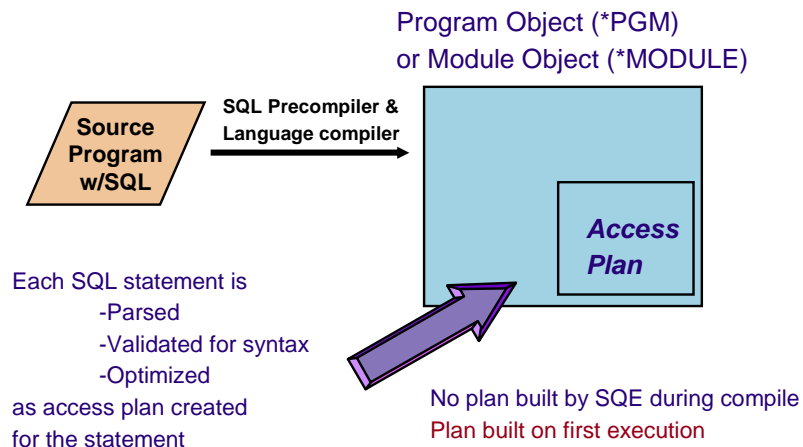 Program Object (*PGM)
or Module Object (*MODULE)
SQL Precompiler &
Language compiler
Source
Program
w/SQL
Access
Plan
Each SQL statement is
-Parsed
-Validated for syntax
-Optimized
as access plan created
for the statement
No plan built by SQE during compile
Plan built on first execution